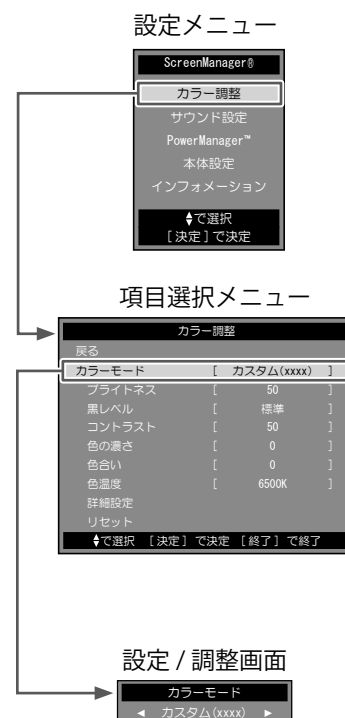 設定メニュー
ScreenManager®
カラー調整
サウンド設定
PowerManager™
本体設定
インフォメーション
で選択
[決定]で決定
項目選択メニュー
カラー調整
戻る
カラーモード [ カスタム(xxxx) ]
ブライトネス [ 50 ]
黒レベル [ 標準 ]
コントラスト [ 50 ]
色の濃さ [ 0 ]
色合い [ 0 ]
色温度 [ 6500K ]
詳細設定
リセット
で選択 [決定] で決定 [終了] で終了
設定 / 調整画面
カラーモード
◀ カスタム(xxxx) ▶